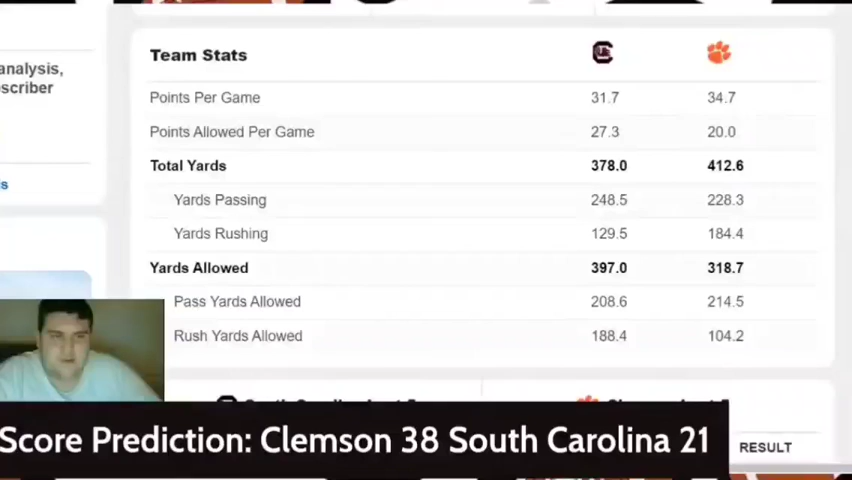 analysis,
scriber
s
Team Stats
Points Per Game 31.7 34.7
Points Allowed Per Game 27.3 20.0
Total Yards 378.0 412.6
Yards Passing 248.5 228.3
Yards Rushing 129.5 184.4
Yards Allowed 397.0 318.7
Pass Yards Allowed 208.6 214.5
Rush Yards Allowed 188.4 104.2
Score Prediction: Clemson 38 South Carolina 21
RESULT